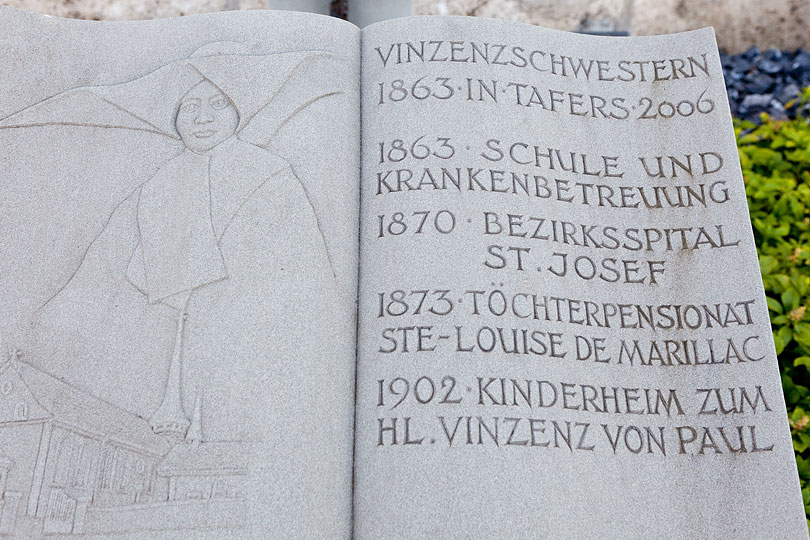 VINZENZSCHWESTERN
1863·IN·TAFERS·2006
1863·SCHULE UND
KRANKENBETREUUNG
1870·BEZIRKSSPITAL
ST. JOSEF
1873·TÖCHTERPENSIONAT
STE-LOUISE DE MARILLAC
1902·KINDERHEIM ZUM
HL. VINZENZ VON PAUL